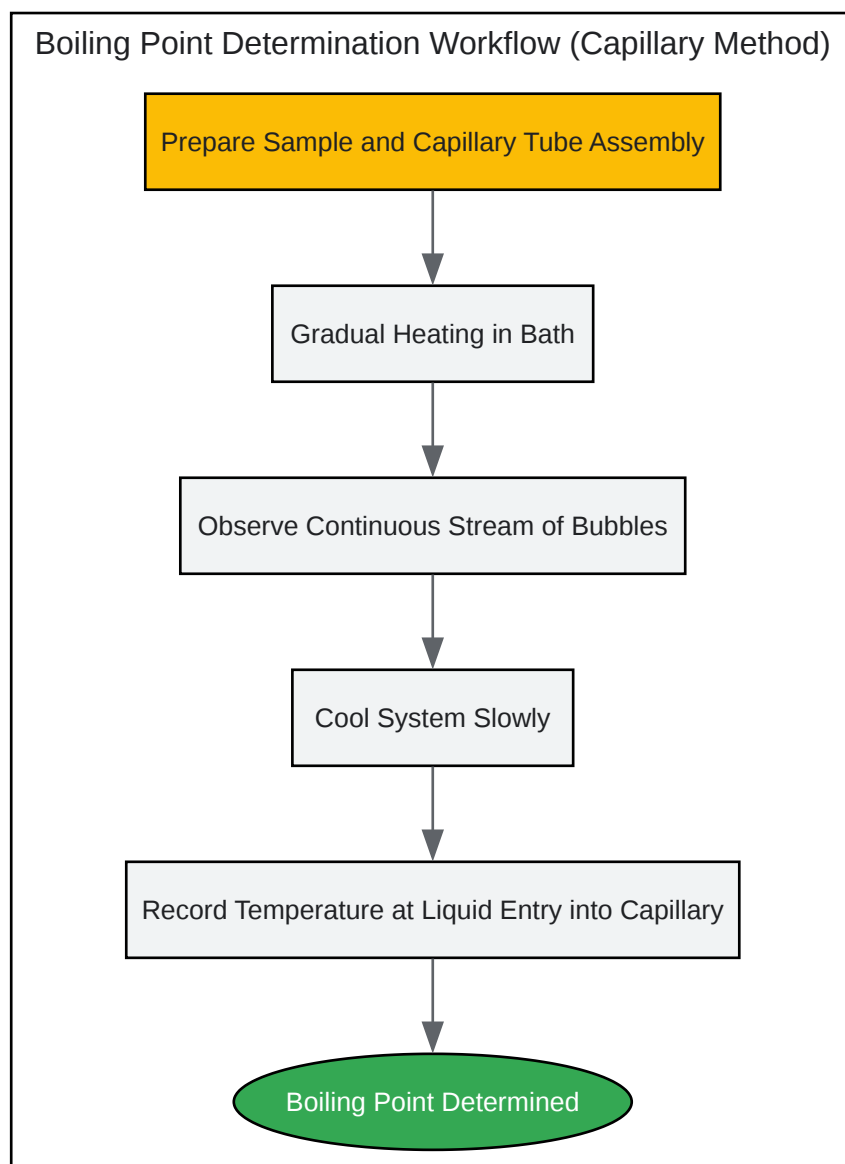 Boiling Point Determination Workflow (Capillary Method)
Prepare Sample and Capillary Tube Assembly
Gradual Heating in Bath
Observe Continuous Stream of Bubbles
Cool System Slowly
Record Temperature at Liquid Entry into Capillary
Boiling Point Determined